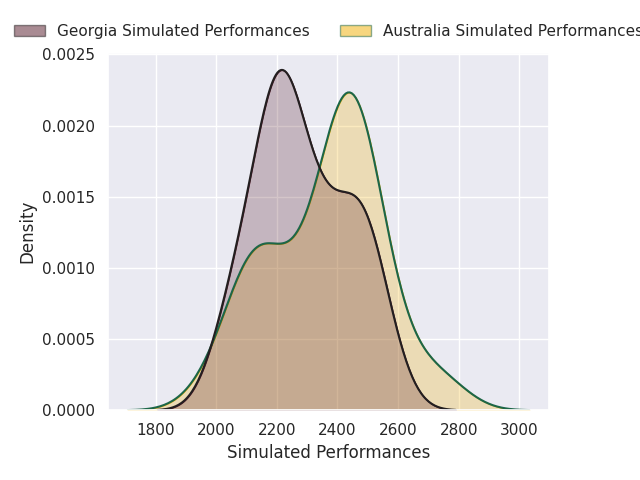 Georgia Simulated Performances Australia Simulated Performances
0.0025
0.0020
0.0015
0.0010
0.0005
0.0000
Density
1800 2000 2200 2400 2600 2800 3000
Simulated Performances